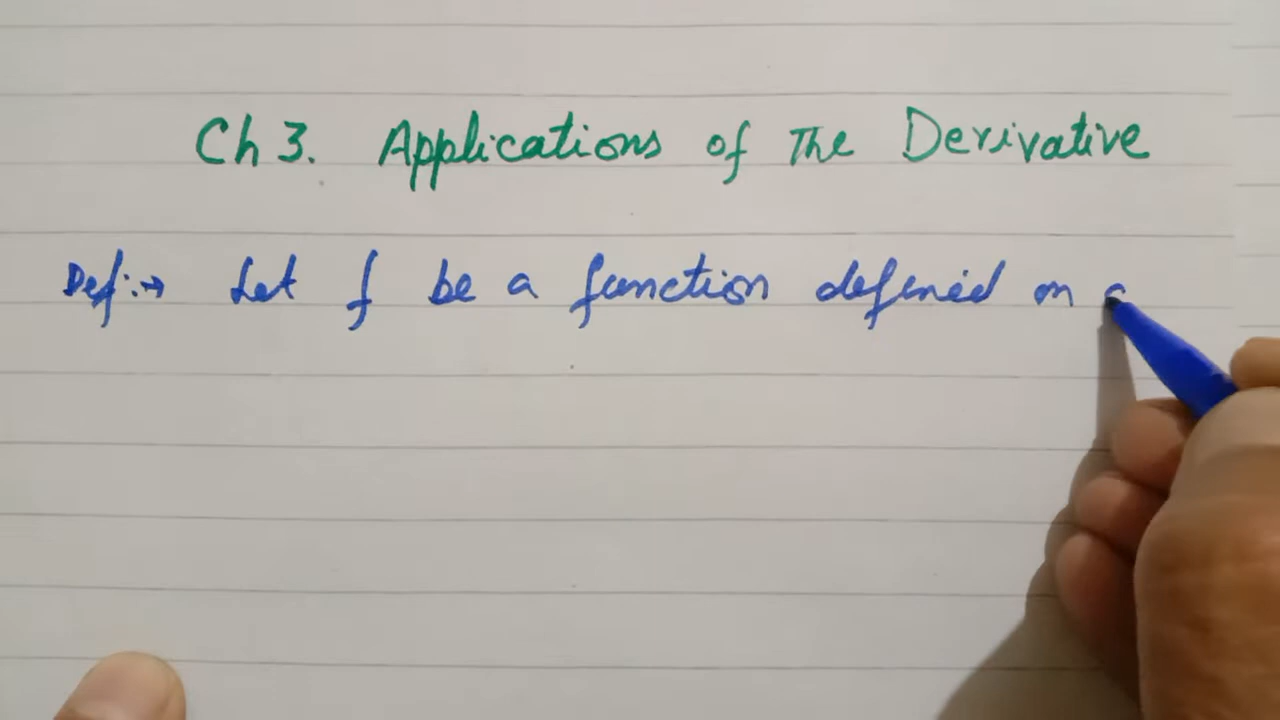 Ch 3. Applications of The Derivative
Def:→ Let f be a function defined on